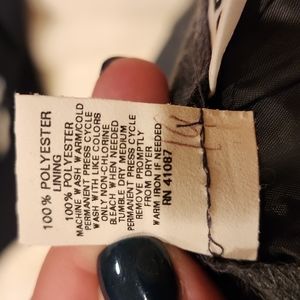 100% POLYESTER
LINING
100% POLYESTER
MACHINE WASH WARM/COLD
PERMANENT PRESS CYCLE
WASH WITH LIKE COLORS
ONLY NON-CHLORINE
BLEACH WHEN NEEDED
TUMBLE DRY MEDIUM
PERMANENT PRESS CYCLE
REMOVE PROMPTLY
FROM DRYER
WARM IRON IF NEEDED
RN 41087